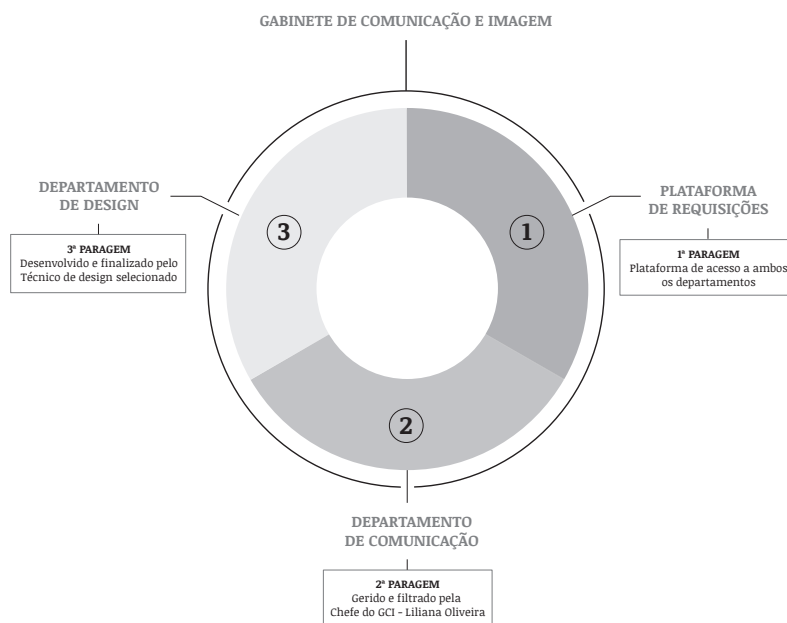 GABINETE DE COMUNICAÇÃO E IMAGEM
DEPARTAMENTO
DE DESIGN
3ª PARAGEM
Desenvolvido e finalizado pelo
Técnico de design selecionado
3
1
PLATAFORMA
DE REQUISIÇÕES
1ª PARAGEM
Plataforma de acesso a ambos
os departamentos
2
DEPARTAMENTO
DE COMUNICAÇÃO
2ª PARAGEM
Gerido e filtrado pela
Chefe do GCI - Liliana Oliveira